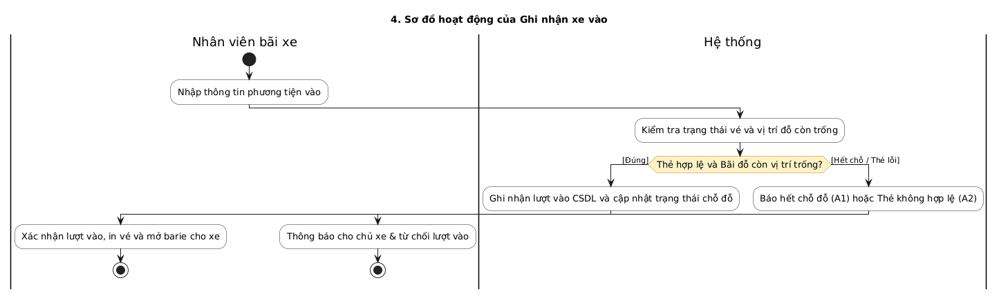 4. Sơ đồ hoạt động của Ghi nhận xe vào
Nhân viên bãi xe
Hệ thống
Nhập thông tin phương tiện vào
Kiểm tra trạng thái vé và vị trí đỗ còn trống
[Đúng]
Thẻ hợp lệ và Bãi đỗ còn vị trí trống?
[Hết chỗ / Thẻ lỗi]
Ghi nhận lượt vào CSDL và cập nhật trạng thái chỗ đỗ
Báo hết chỗ đỗ (A1) hoặc Thẻ không hợp lệ (A2)
Xác nhận lượt vào, in vé và mở barie cho xe
Thông báo cho chủ xe & từ chối lượt vào